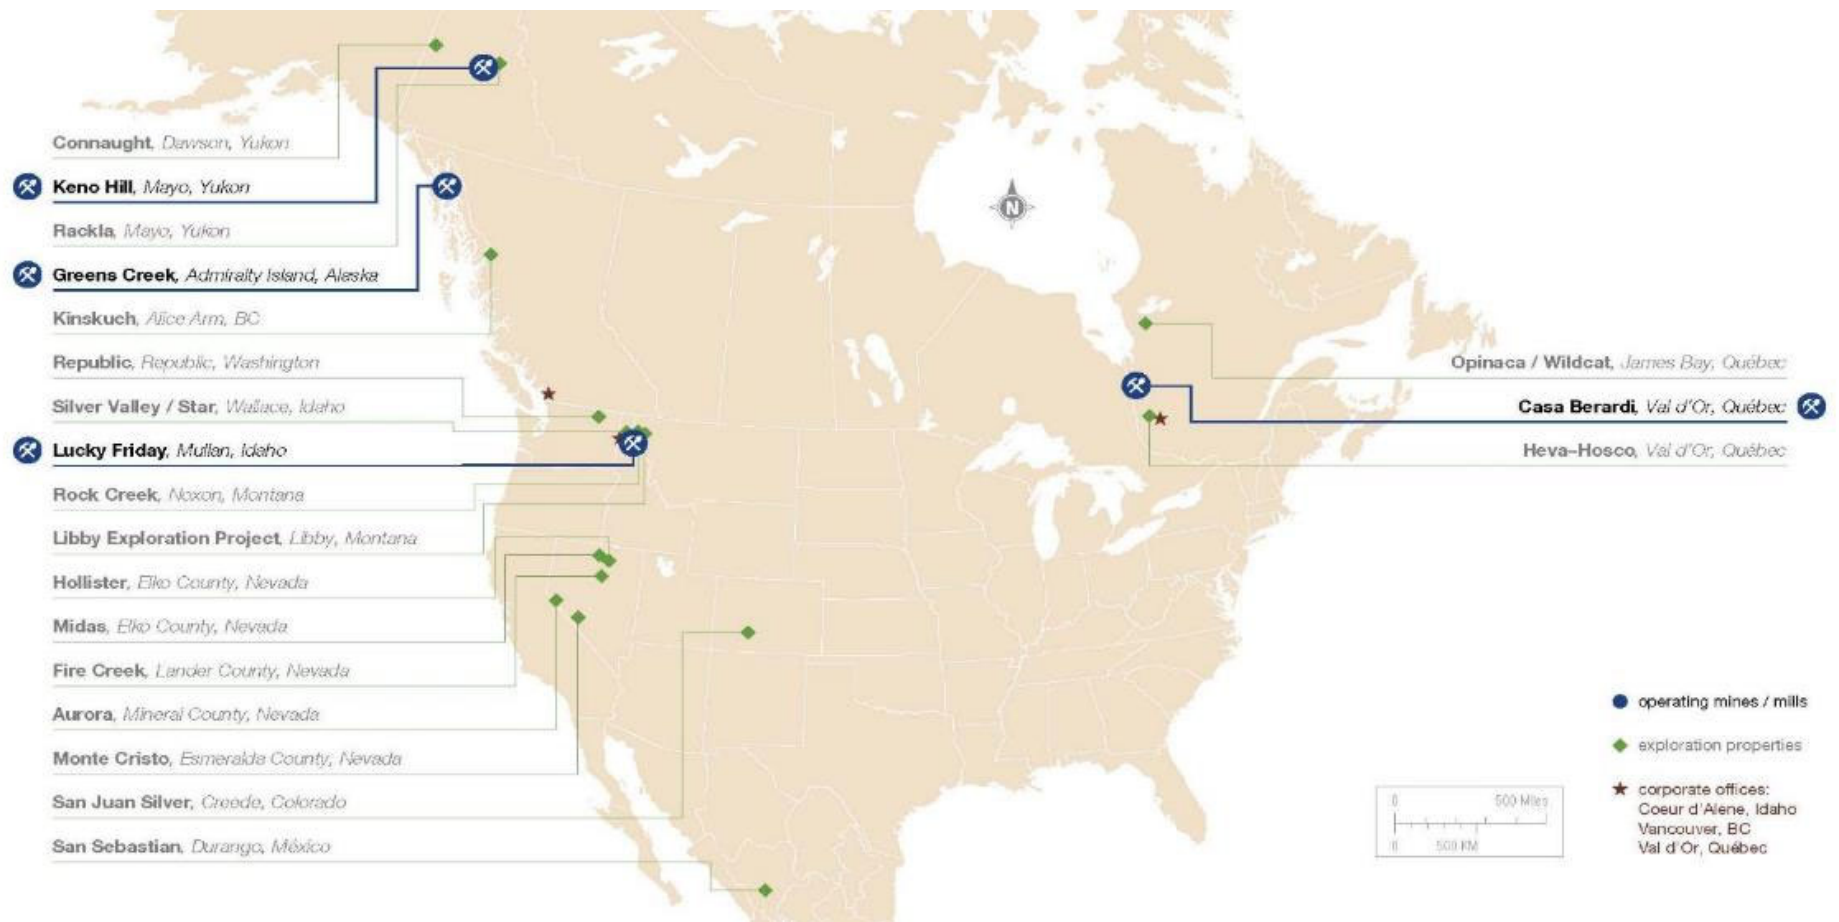 Connaught, Dawson, Yukon
Keno Hill, Mayo, Yukon
Rackla, Mayo, Yukon
Greens Creek, Admiralty Island, Alaska
Kinskuch, Alice Arm, BC
Republic, Republic, Washington
Silver Valley / Star, Wallace, Idaho
Lucky Friday, Mullan, Idaho
Rock Creek, Noxon, Montana
Libby Exploration Project, Libby, Montana
Hollister, Elko County, Nevada
Midas, Elko County, Nevada
Fire Creek, Lander County, Nevada
Aurora, Mineral County, Nevada
Monte Cristo, Esmeralda County, Nevada
San Juan Silver, Creede, Colorado
San Sebastian, Durango, México
N
Opinaca / Wildcat, James Bay, Québec
Casa Berardi, Val d'Or, Québec
Heva–Hosco, Val d'Or, Québec
operating mines / mills
exploration properties
corporate offices:
Coeur d'Alene, Idaho
Vancouver, BC
Val d'Or, Québec
0 500 Miles
0 500 KM